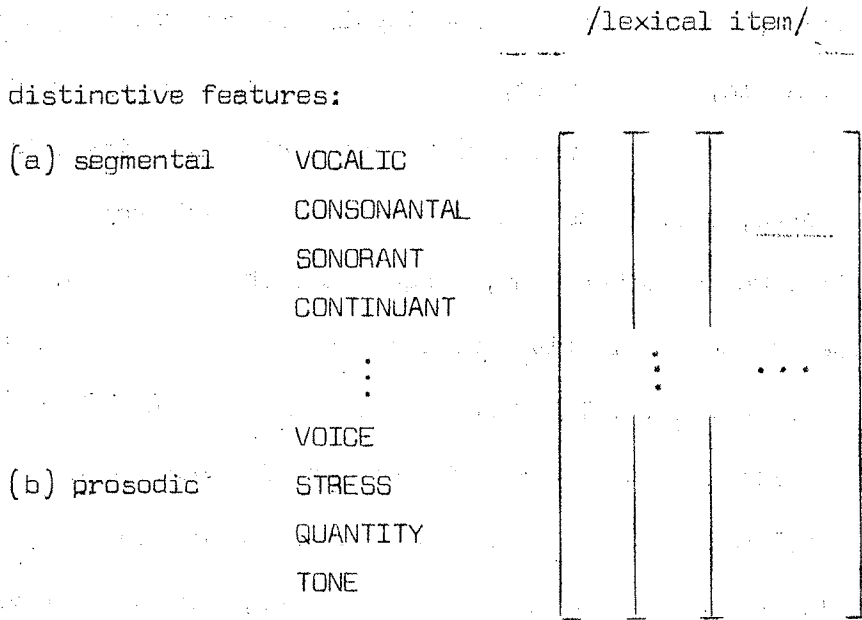 /lexical item/
distinctive features:
(a) segmental VOCALIC
CONSONANTAL
SONORANT
CONTINUANT
⋮ ⋮ ...
VOICE
(b) prosodic STRESS
QUANTITY
TONE